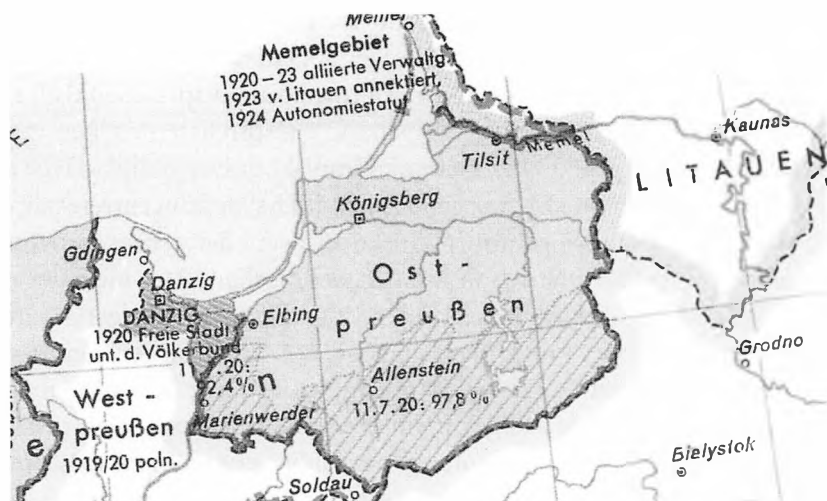 Memel
Memelgebiet
1920 – 23 alliierte Verwaltg.
1923 v. Litauen annektiert,
1924 Autonomiestatut
Kaunas
Tilsit
Memel
LITAUEN
Königsberg
Gdingen
Ost-
preußen
Danzig
DANZIG
1920 Freie Stadt
unt. d. Völkerbund
Elbing
Grodno
11.7.20:
2,4%
n
Allenstein
11.7.20: 97,8 %
West -
preußen
1919/20 poln.
Marienwerder
e
Bielystok
Soldau